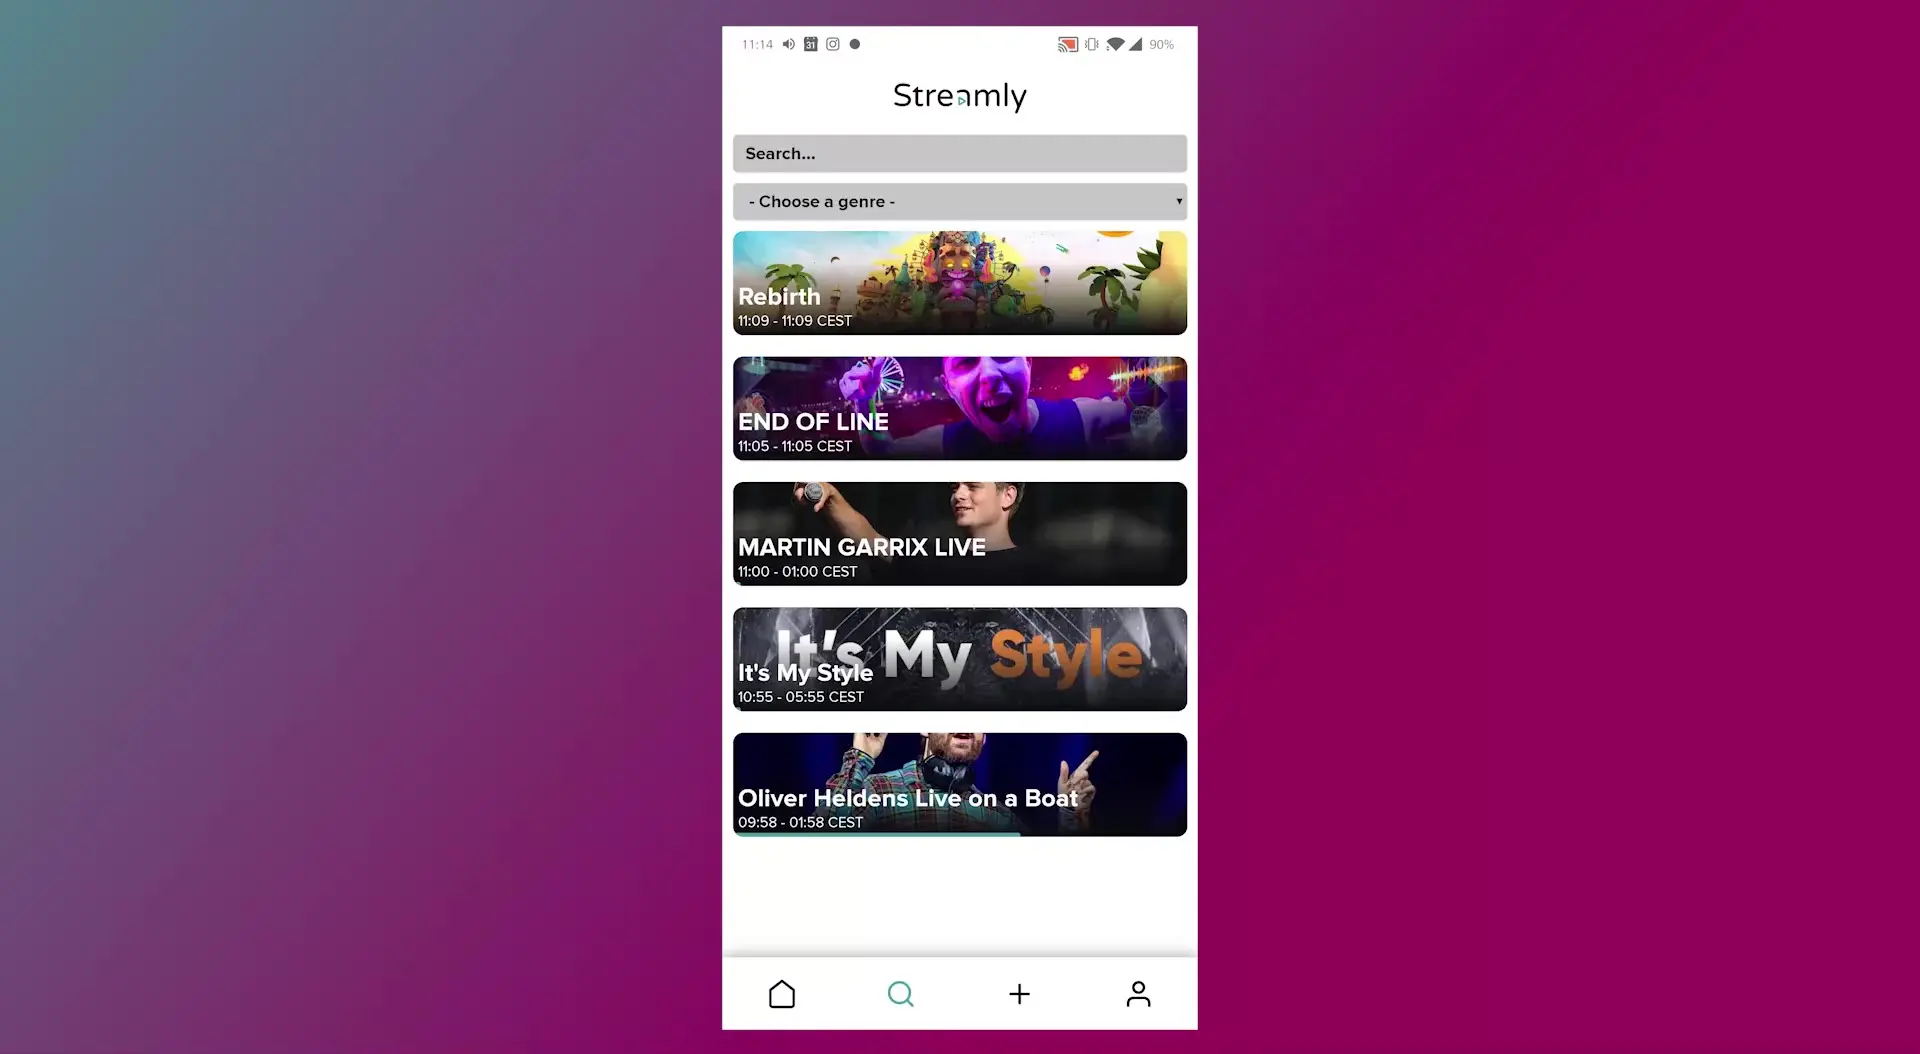 11:14 31 90%
Streamly
Search...
- Choose a genre -
Rebirth
11:09 - 11:09 CEST
END OF LINE
11:05 - 11:05 CEST
MARTIN GARRIX LIVE
11:00 - 01:00 CEST
It's My Style
It's My Style
10:55 - 05:55 CEST
Oliver Heldens Live on a Boat
09:58 - 01:58 CEST